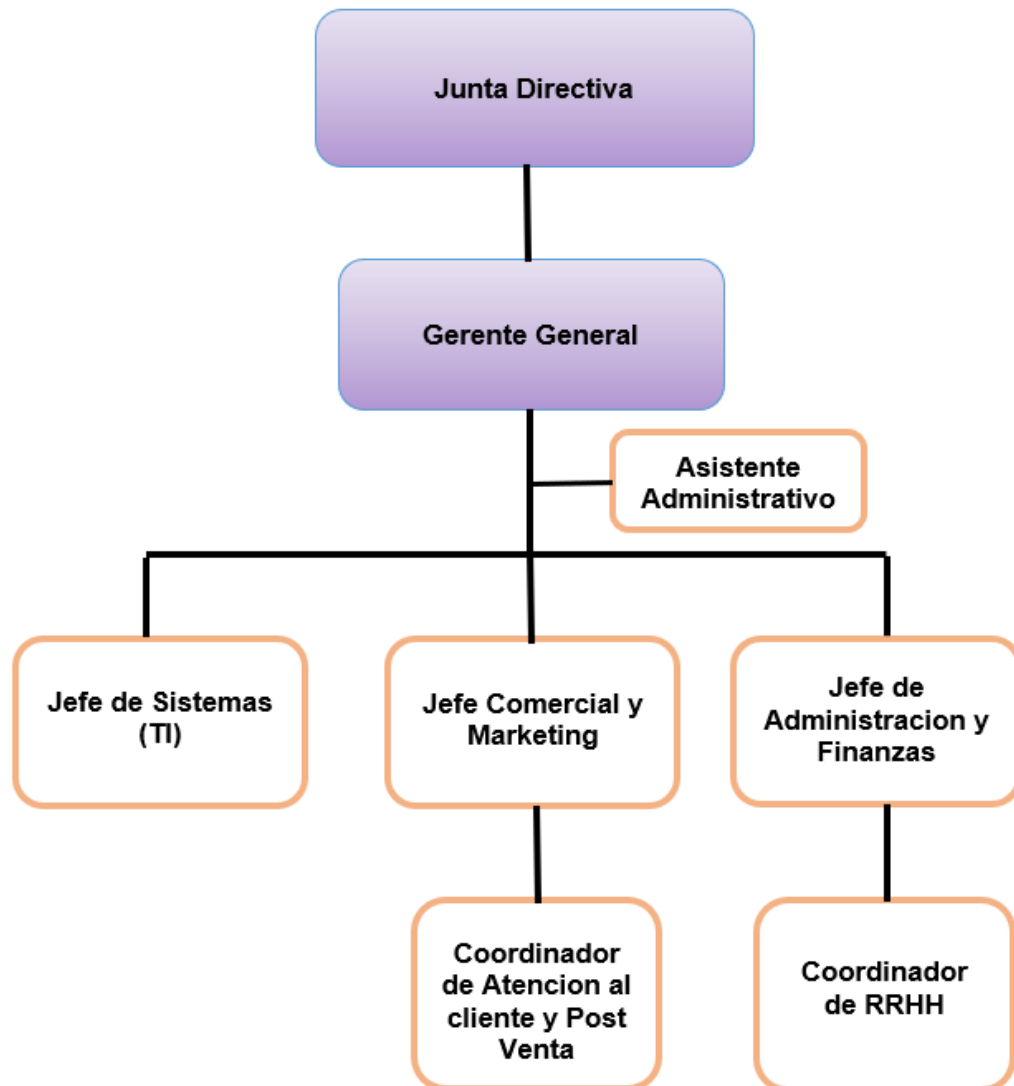 Junta Directiva
Gerente General
Asistente
Administrativo
Jefe de Sistemas
(TI)
Jefe Comercial y
Marketing
Jefe de
Administracion y
Finanzas
Coordinador
de Atencion al
cliente y Post
Venta
Coordinador
de RRHH